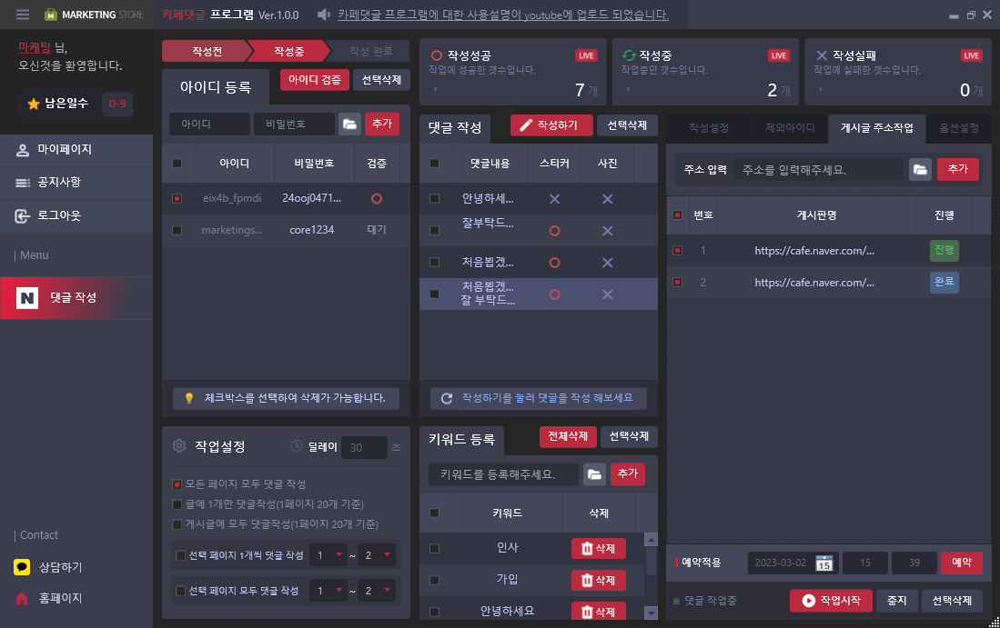 MARKETING STORE
카페댓글 프로그램 Ver.1.0.0
카페댓글 프로그램에 대한 사용설명이 youtube에 업로드 되었습니다.
마케팅 님,
오신것을 환영합니다.
남은일수 D-9
마이페이지
공지사항
로그아웃
| Menu
N 댓글 작성
| Contact
상담하기
홈페이지
작성전 작성중 작성 완료
아이디 등록 아이디 검증 선택삭제
아이디 비밀번호 추가
아이디 비밀번호 검증
eix4b_fpmdi 24ooj0471...
marketings... core1234 대기
체크박스를 선택하여 삭제가 가능합니다.
작업설정 딜레이 30 초
모든 페이지 모두 댓글 작성
글에 1개만 댓글작성(1페이지 20개 기준)
게시글에 모두 댓글작성(1페이지 20개 기준)
선택 페이지 1개씩 댓글 작성 1 ~ 2
선택 페이지 모두 댓글 작성 1 ~ 2
작성성공 LIVE
작업에 성공한 갯수입니다.
7 개
작성중 LIVE
작업중인 갯수입니다.
2 개
작성실패 LIVE
작업에 실패한 갯수입니다.
0 개
댓글 작성 작성하기 선택삭제
댓글내용 스티커 사진
안녕하세...
잘부탁드...
처음뵙겠...
처음뵙겠...
잘 부탁드...
작성하기를 눌러 댓글을 작성 해보세요
키워드 등록 전체삭제 선택삭제
키워드를 등록해주세요. 추가
키워드 삭제
인사 삭제
가입 삭제
안녕하세요 삭제
작성설정 제외아이디 게시글 주소작업 옵션설정
주소 입력 주소를 입력해주세요. 추가
번호 게시판명 진행
1 https://cafe.naver.com/... 진행
2 https://cafe.naver.com/... 완료
예약적용 2023-03-02 15 15 39 예약
※ 댓글 작업중 작업시작 중지 선택삭제